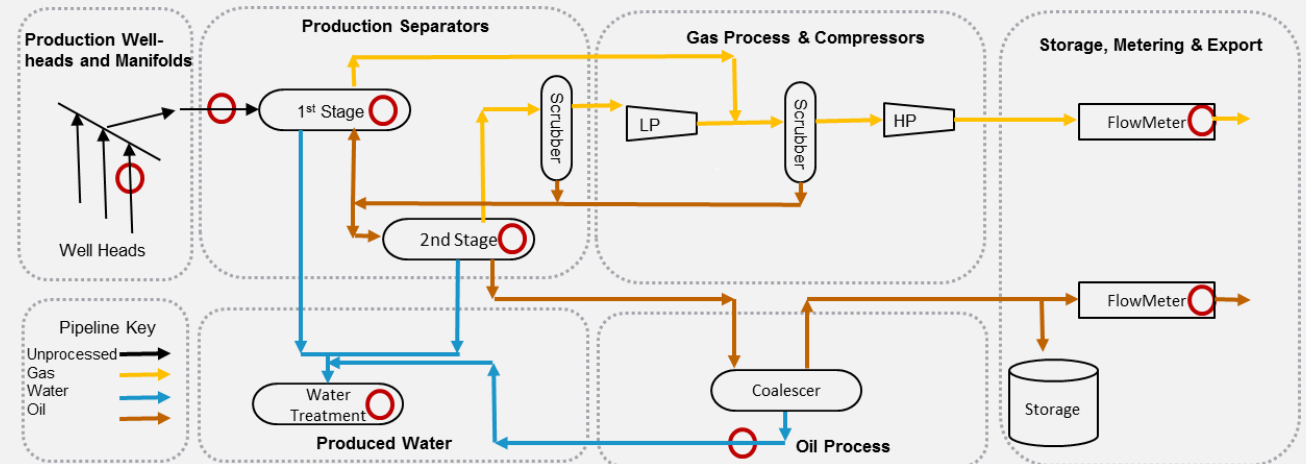 Production Well-
heads and Manifolds
Well Heads
Production Separators
1st Stage
Scrubber
2nd Stage
Gas Process & Compressors
LP
Scrubber
HP
Storage, Metering & Export
FlowMeter
FlowMeter
Storage
Pipeline Key
Unprocessed
Gas
Water
Oil
Water
Treatment
Produced Water
Coalescer
Oil Process